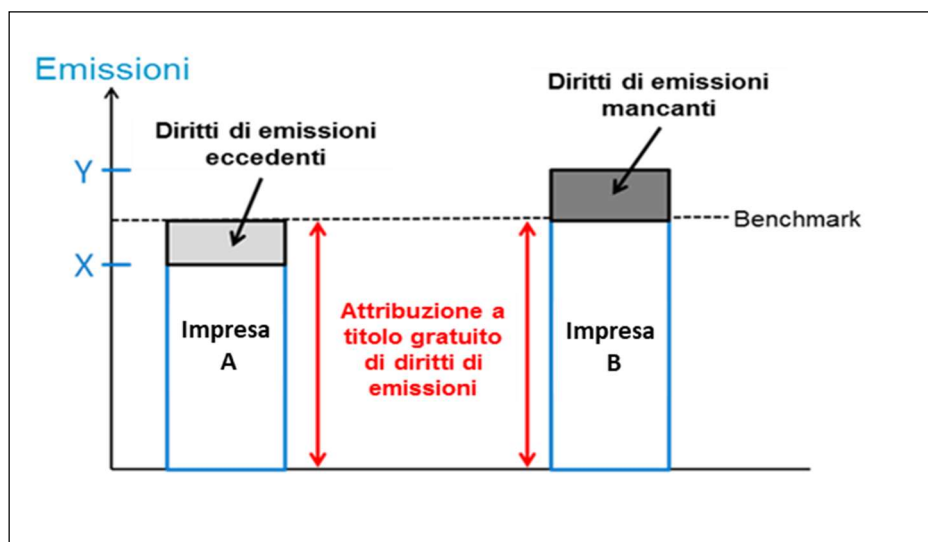 Emissioni
Diritti di emissioni
eccedenti
Diritti di emissioni
mancanti
Y
Benchmark
X
Impresa
A
Attribuzione a
titolo gratuito
di diritti di
emissioni
Impresa
B